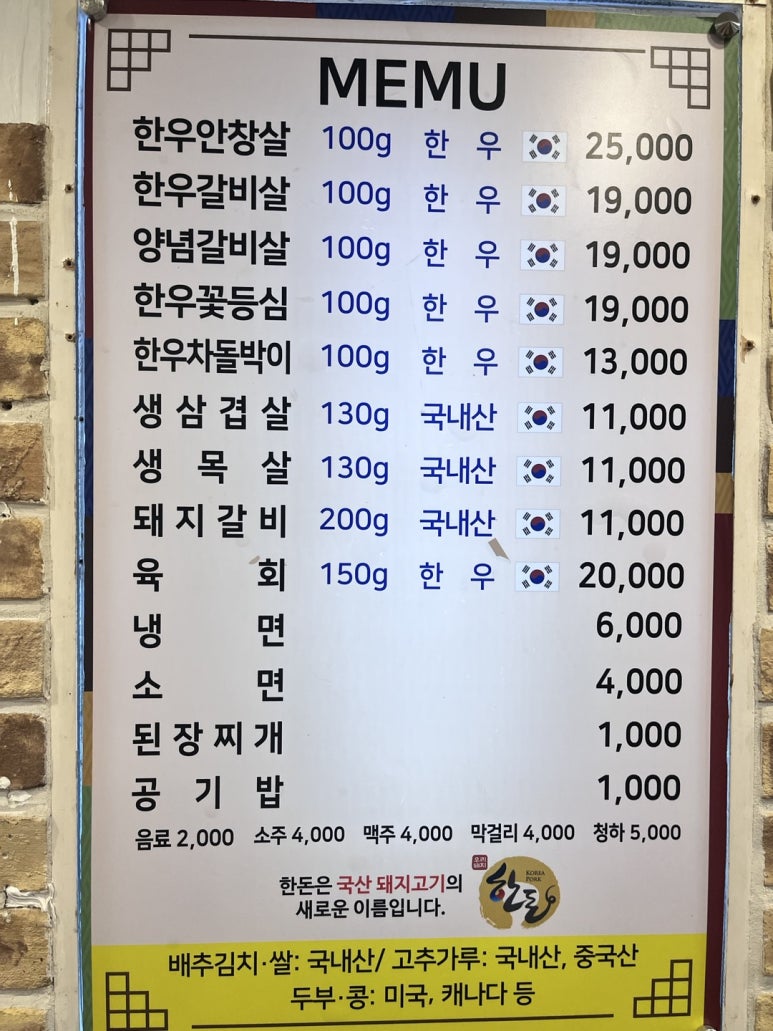 MEMU
한우안창살 100g 한 우 25,000
한우갈비살 100g 한 우 19,000
양념갈비살 100g 한 우 19,000
한우꽃등심 100g 한 우 19,000
한우차돌박이 100g 한 우 13,000
생 삼 겹 살 130g 국내산 11,000
생 목 살 130g 국내산 11,000
돼 지 갈 비 200g 국내산 11,000
육 회 150g 한 우 20,000
냉 면 6,000
소 면 4,000
된 장 찌 개 1,000
공 기 밥 1,000
음료 2,000 소주 4,000 맥주 4,000 막걸리 4,000 청하 5,000
한돈은 국산 돼지고기의
새로운 이름입니다.
우리돼지
한돈
KOREA
PORK
배추김치·쌀: 국내산/ 고추가루: 국내산, 중국산
두부·콩: 미국, 캐나다 등